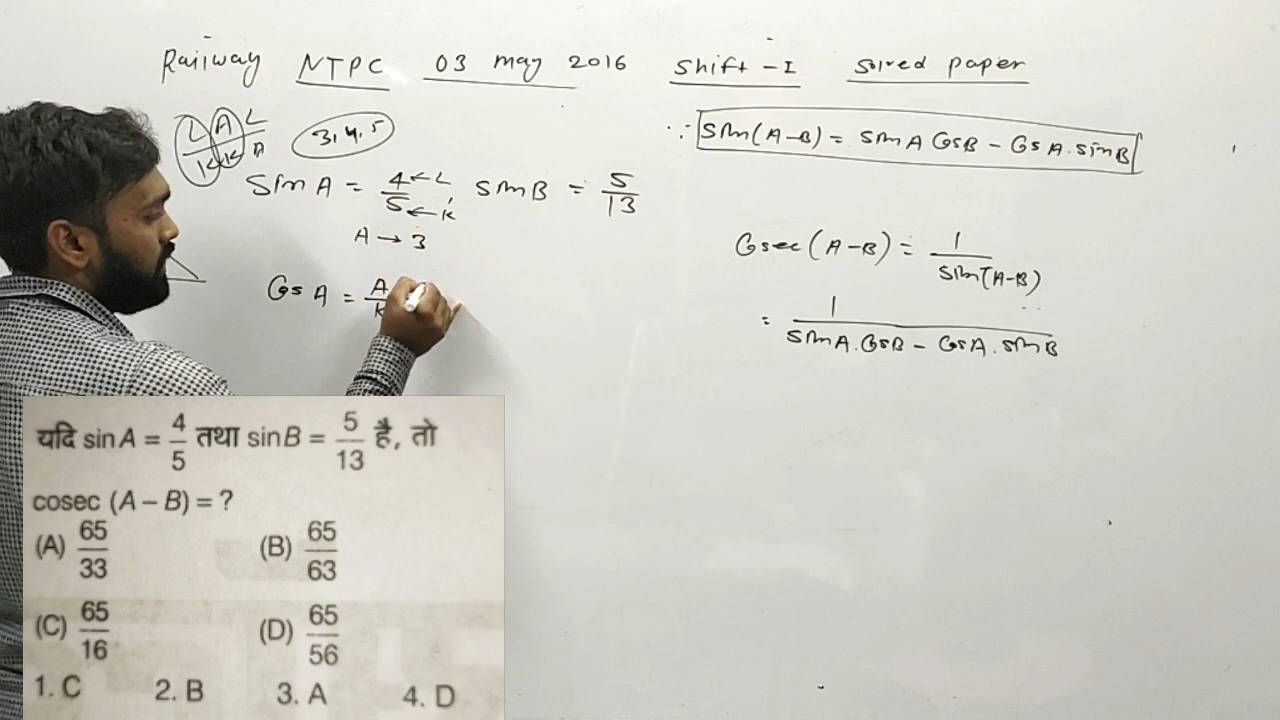 Railway NTPC 03 may 2016 Shift -I Solved paper
L A L
K K A
3, 4, 5
∵ Sin(A-B) = SinA CosB - CosA.SinB
Sin A = 4/5 ← L ← K , Sin B = 5/13
A → 3
Cos A = A/K
Cosec (A-B) = 1/Sin(A-B)
= 1/SinA.CosB - CosA.SinB
यदि sin A = 4/5 तथा sin B = 5/13 है, तो
cosec (A – B) = ?
(A) 65/33 (B) 65/63
(C) 65/16 (D) 65/56
1. C 2. B 3. A 4. D